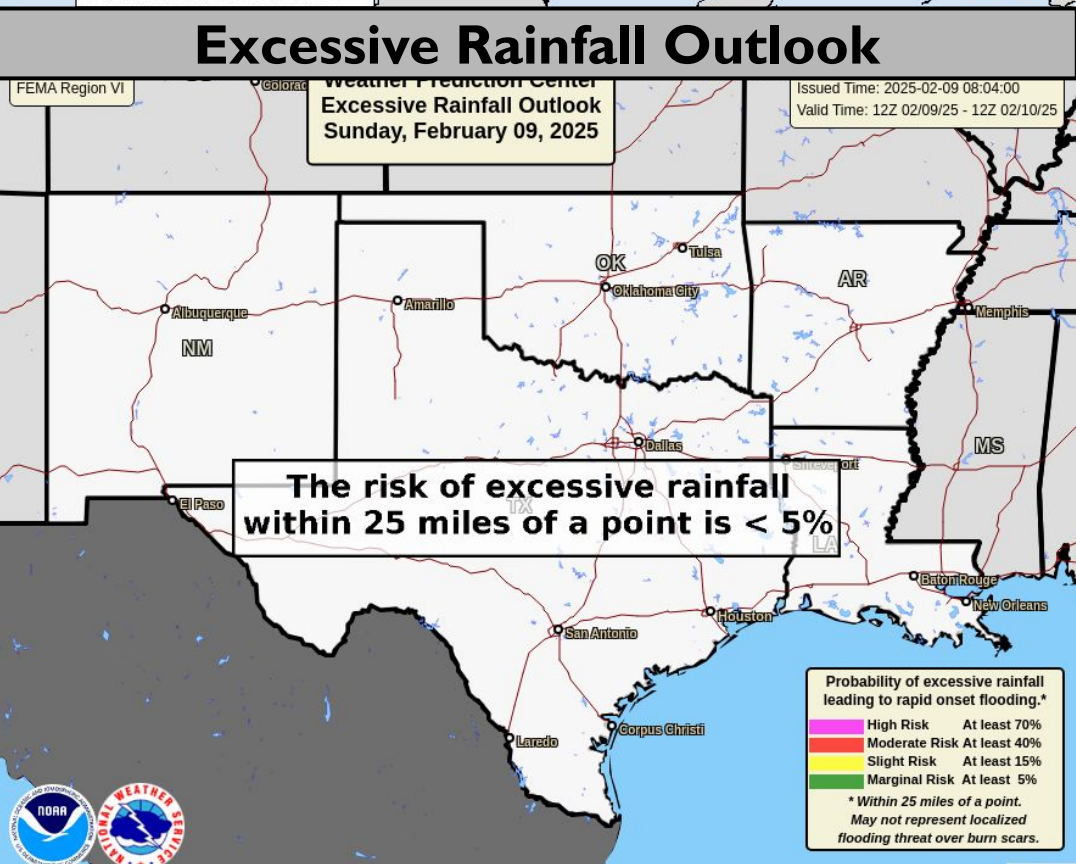 Excessive Rainfall Outlook
FEMA Region VI
Weather Prediction Center
Excessive Rainfall Outlook
Sunday, February 09, 2025
Issued Time: 2025-02-09 08:04:00
Valid Time: 12Z 02/09/25 - 12Z 02/10/25
Colorad
Tulsa
OK
Oklahoma City
AR
Amarillo
Albuquerque
Memphis
NM
Dallas
MS
Shreveport
The risk of excessive rainfall
within 25 miles of a point is < 5%
El Paso
TX
LA
Baton Rouge
New Orleans
Houston
San Antonio
Corpus Christi
Laredo
Probability of excessive rainfall
leading to rapid onset flooding.*
High Risk At least 70%
Moderate Risk At least 40%
Slight Risk At least 15%
Marginal Risk At least 5%
* Within 25 miles of a point.
May not represent localized
flooding threat over burn scars.
NOAA
NATIONAL WEATHER SERVICE